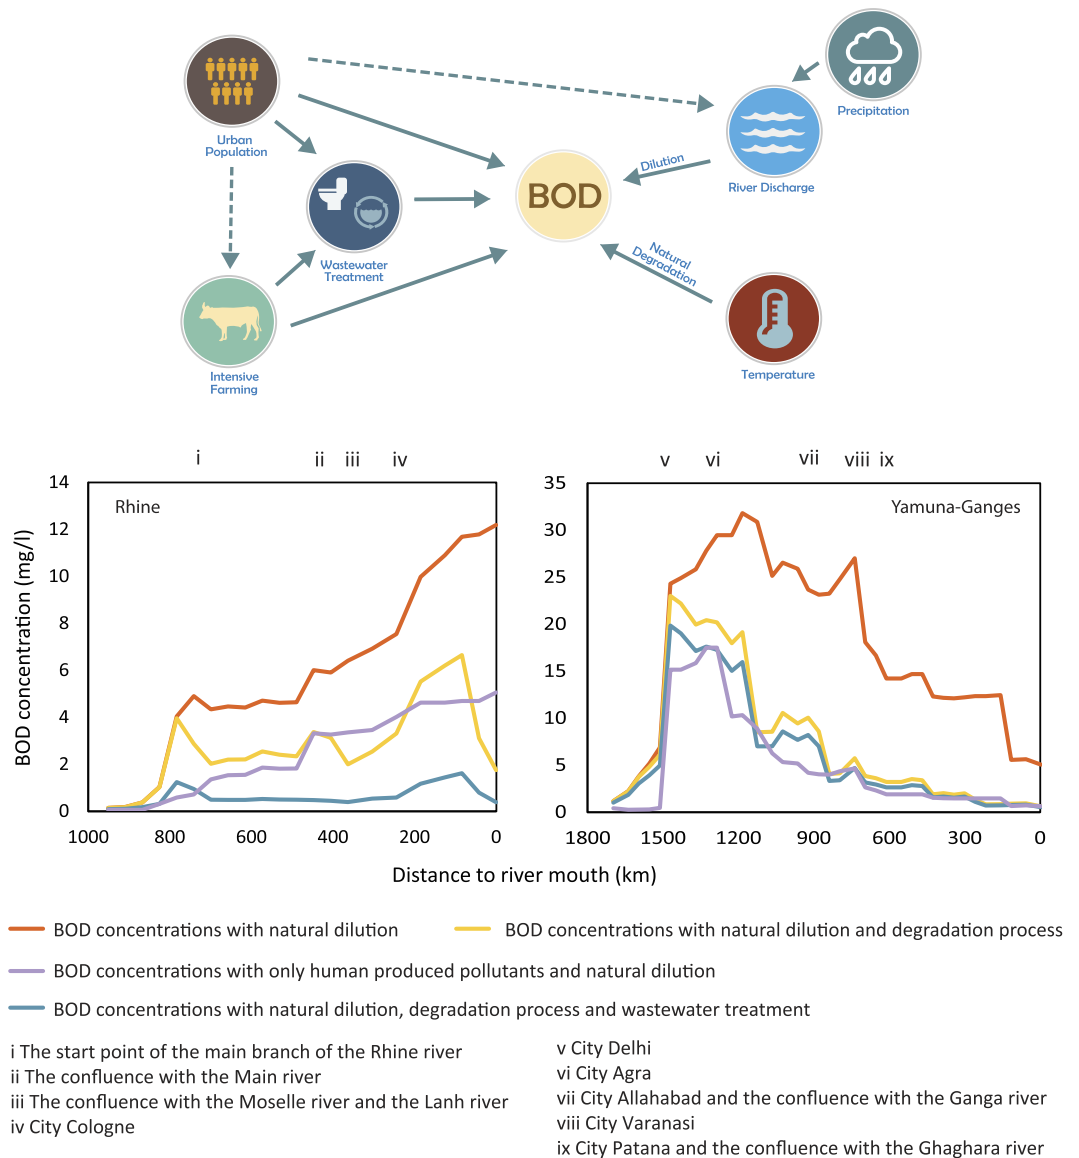 Urban
Population
Precipitation
River Discharge
Dilution
BOD
Wastewater
Treatment
Natural
Degradation
Intensive
Farming
Temperature
i ii iii iv
v vi vii viii ix
BOD concentration (mg/l)
Rhine
14
12
10
8
6
4
2
0
1000 800 600 400 200 0
Yamuna-Ganges
35
30
25
20
15
10
5
0
1800 1500 1200 900 600 300 0
Distance to river mouth (km)
BOD concentrations with natural dilution
BOD concentrations with natural dilution and degradation process
BOD concentrations with only human produced pollutants and natural dilution
BOD concentrations with natural dilution, degradation process and wastewater treatment
i The start point of the main branch of the Rhine river
ii The confluence with the Main river
iii The confluence with the Moselle river and the Lanh river
iv City Cologne
v City Delhi
vi City Agra
vii City Allahabad and the confluence with the Ganga river
viii City Varanasi
ix City Patana and the confluence with the Ghaghara river